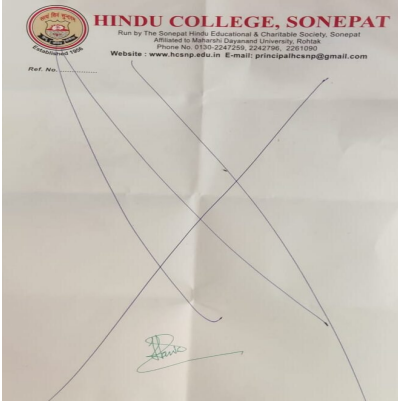 HINDU COLLEGE, SONEPAT
Run by The Sonepat Hindu Educational & Charitable Society, Sonepat
Affiliated to Maharshi Dayanand University, Rohtak
Phone No. 0130-2247259, 2242796, 2261090
Website : www.hcsnp.edu.in E-mail: principalhcsnp@gmail.com
Established 1956
Ref. No.